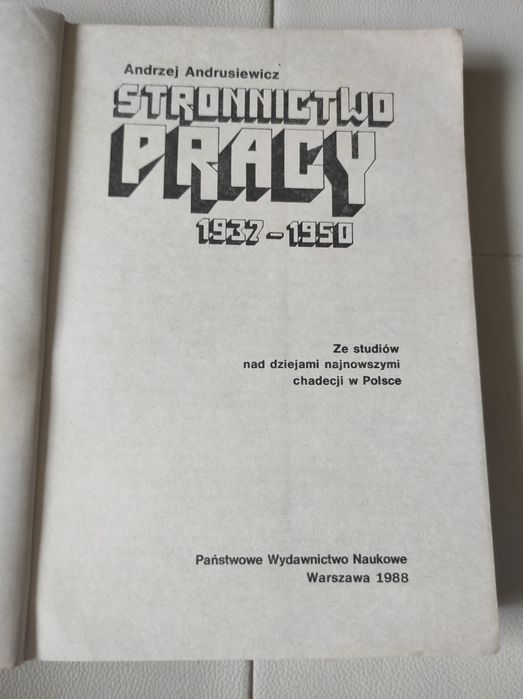 Andrzej Andrusiewicz
STRONNICTWO
PRACY
1937-1950
Ze studiów
nad dziejami najnowszymi
chadecji w Polsce
Państwowe Wydawnictwo Naukowe
Warszawa 1988